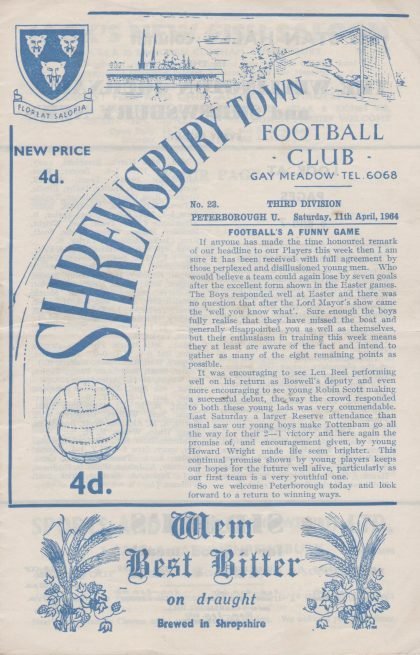 FLOREAT SALOPIA
SHREWSBURY TOWN
FOOTBALL
· CLUB ·
GAY MEADOW · TEL. 6068
NEW PRICE
4d.
No. 23. THIRD DIVISION
PETERBOROUGH U. Saturday, 11th April, 1964
FOOTBALL'S A FUNNY GAME
If anyone has made the time honoured remark
of our headline to our Players this week then I am
sure it has been received with full agreement by
those perplexed and disillusioned young men. Who
would believe a team could again lose by seven goals
after the excellent form shown in the Easter games.
The Boys responded well at Easter and there was
no question that after the Lord Mayor's show came
the 'well you know what'. Sure enough the boys
fully realise that they have missed the boat and
generally disappointed you as well as themselves,
but their enthusiasm in training this week means
they at least are aware of the fact and intend to
gather as many of the eight remaining points as
possible.
It was encouraging to see Len Beel performing
well on his return as Boswell's deputy and even
more encouraging to see young Robin Scott making
a successful debut, the way the crowd responded
to both these young lads was very commendable.
Last Saturday a larger Reserve attendance than
usual saw our young boys make Tottenham go all
the way for their 2—1 victory and here again the
promise of, and encouragement given, by young
Howard Wright made life seem brighter. This
continual promise shown by young players keeps
our hopes for the future well alive, particularly as
our first team is a very youthful one.
So we welcome Peterborough today and look
forward to a return to winning ways.
4d.
Wem
Best Bitter
on draught
Brewed in Shropshire